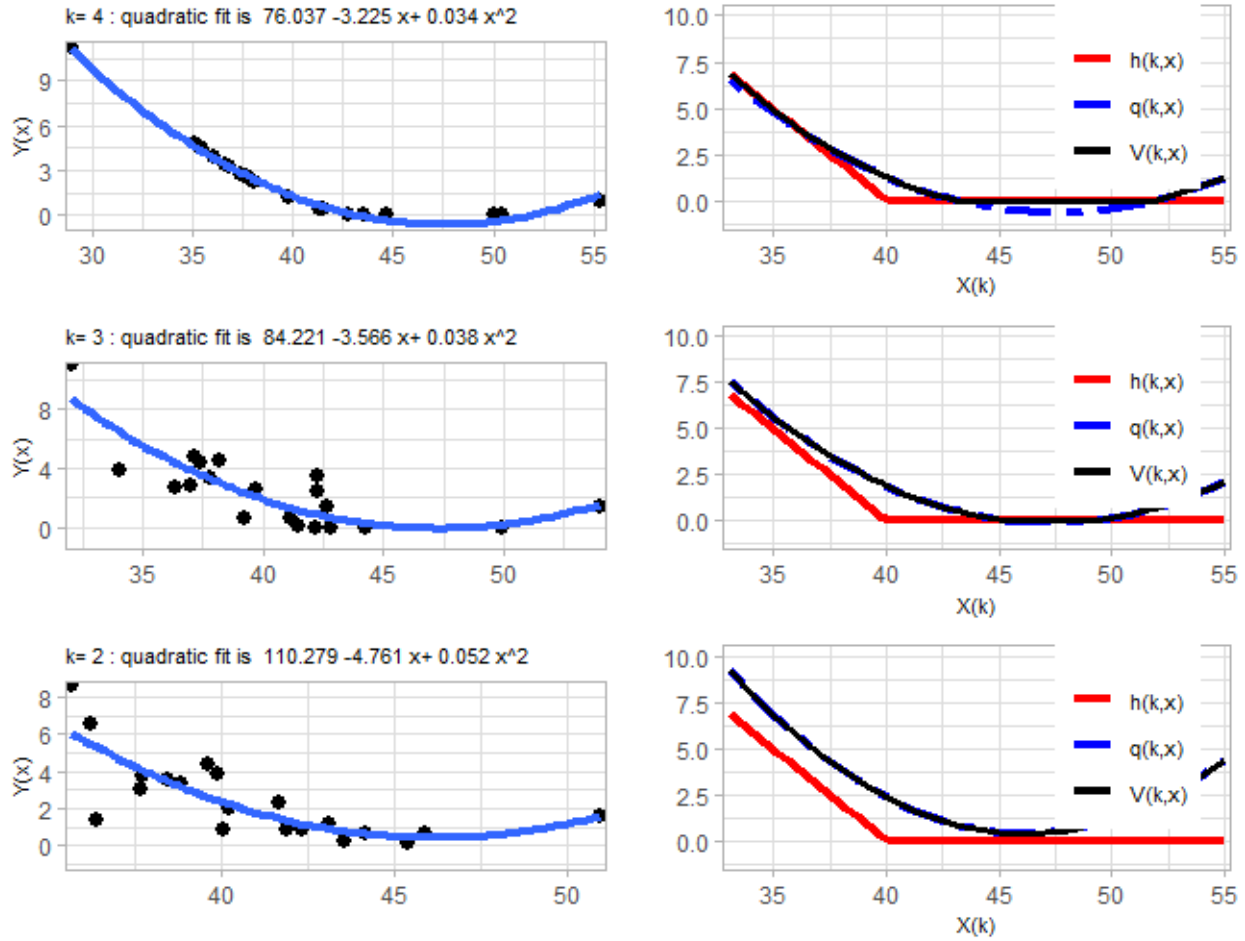 k= 4 : quadratic fit is 76.037 -3.225 x+ 0.034 x^2
Y(x)
9
6
3
0
30 35 40 45 50 55
10.0
7.5
5.0
2.5
0.0
35 40 45 50 55
X(k)
h(k,x)
q(k,x)
V(k,x)
k= 3 : quadratic fit is 84.221 -3.566 x+ 0.038 x^2
Y(x)
8
4
0
35 40 45 50
10.0
7.5
5.0
2.5
0.0
35 40 45 50 55
X(k)
h(k,x)
q(k,x)
V(k,x)
k= 2 : quadratic fit is 110.279 -4.761 x+ 0.052 x^2
Y(x)
8
6
4
2
0
40 45 50
10.0
7.5
5.0
2.5
0.0
35 40 45 50 55
X(k)
h(k,x)
q(k,x)
V(k,x)